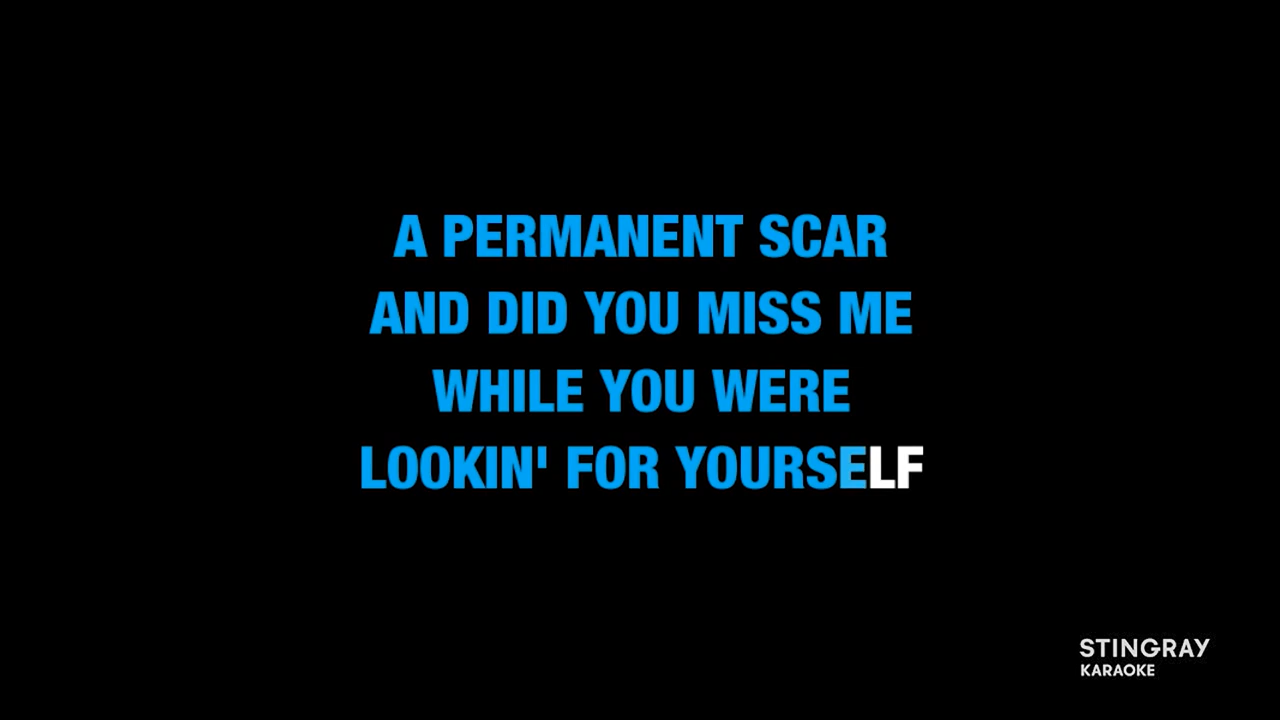 A PERMANENT SCAR
AND DID YOU MISS ME
WHILE YOU WERE
LOOKIN' FOR YOURSELF
STINGRAY
KARAOKE